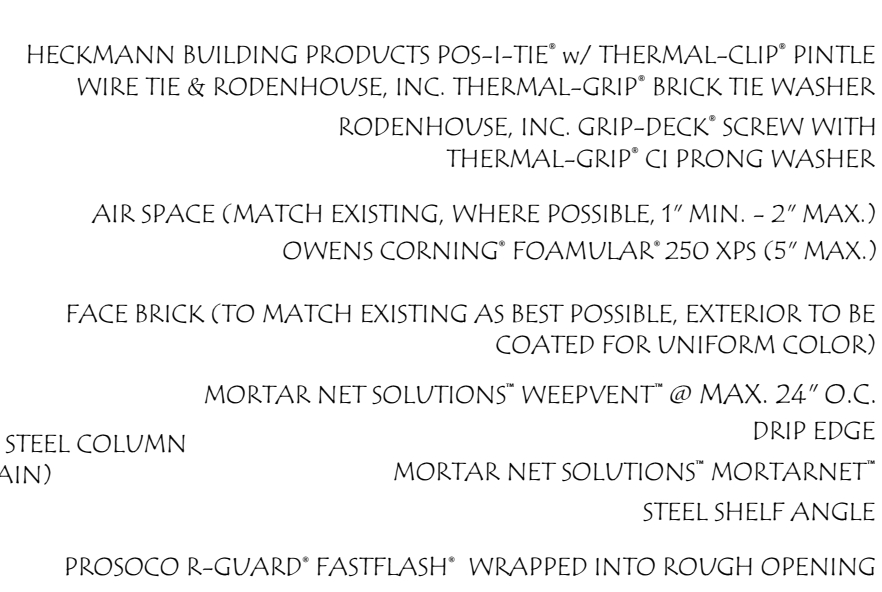 HECKMANN BUILDING PRODUCTS POS-I-TIE® w/ THERMAL-CLIP® PINTLE
WIRE TIE & RODENHOUSE, INC. THERMAL-GRIP® BRICK TIE WASHER
RODENHOUSE, INC. GRIP-DECK® SCREW WITH
THERMAL-GRIP® CI PRONG WASHER
AIR SPACE (MATCH EXISTING, WHERE POSSIBLE, 1" MIN. - 2" MAX.)
OWENS CORNING® FOAMULAR® 250 XPS (5" MAX.)
FACE BRICK (TO MATCH EXISTING AS BEST POSSIBLE, EXTERIOR TO BE
COATED FOR UNIFORM COLOR)
MORTAR NET SOLUTIONS™ WEEPVENT™ @ MAX. 24" O.C.
DRIP EDGE
STEEL COLUMN
AIN)
MORTAR NET SOLUTIONS™ MORTARNET™
STEEL SHELF ANGLE
PROSOCO R-GUARD® FASTFLASH® WRAPPED INTO ROUGH OPENING